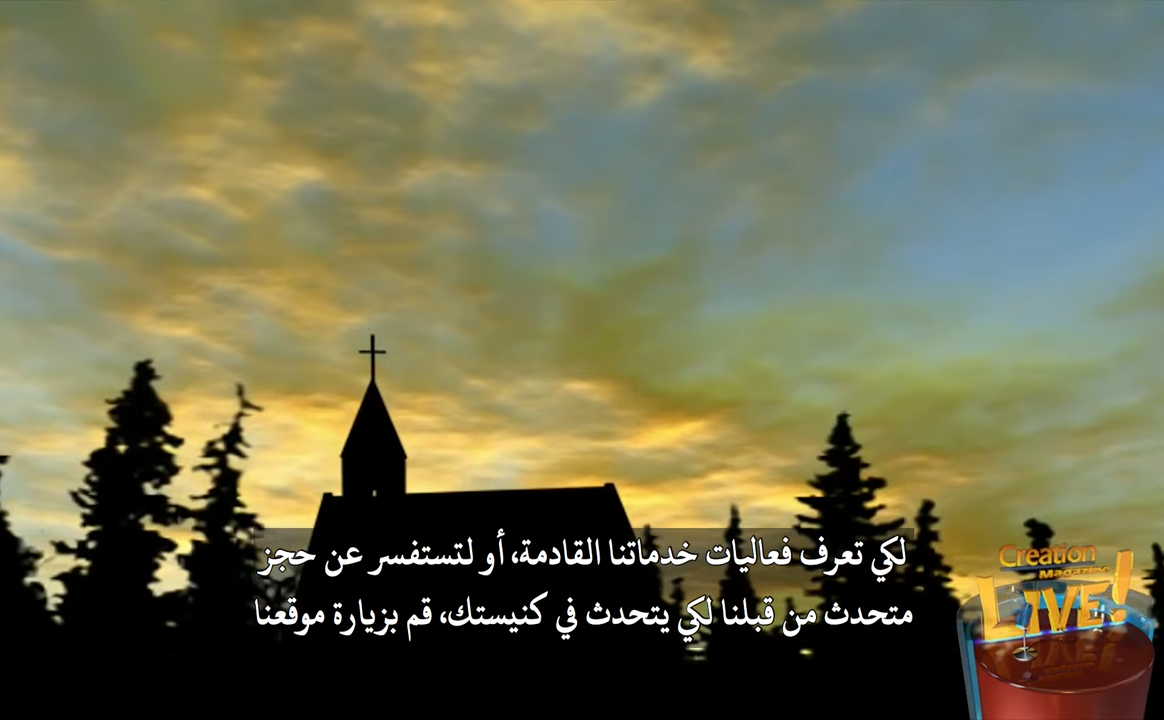 لكي تعرف فعاليات خدماتنا القادمة، أو لتستفسر عن حجز
متحدث من قبلنا لكي يتحدث في كنيستك، قم بزيارة موقعنا
Creation
Magazine
LIVE!